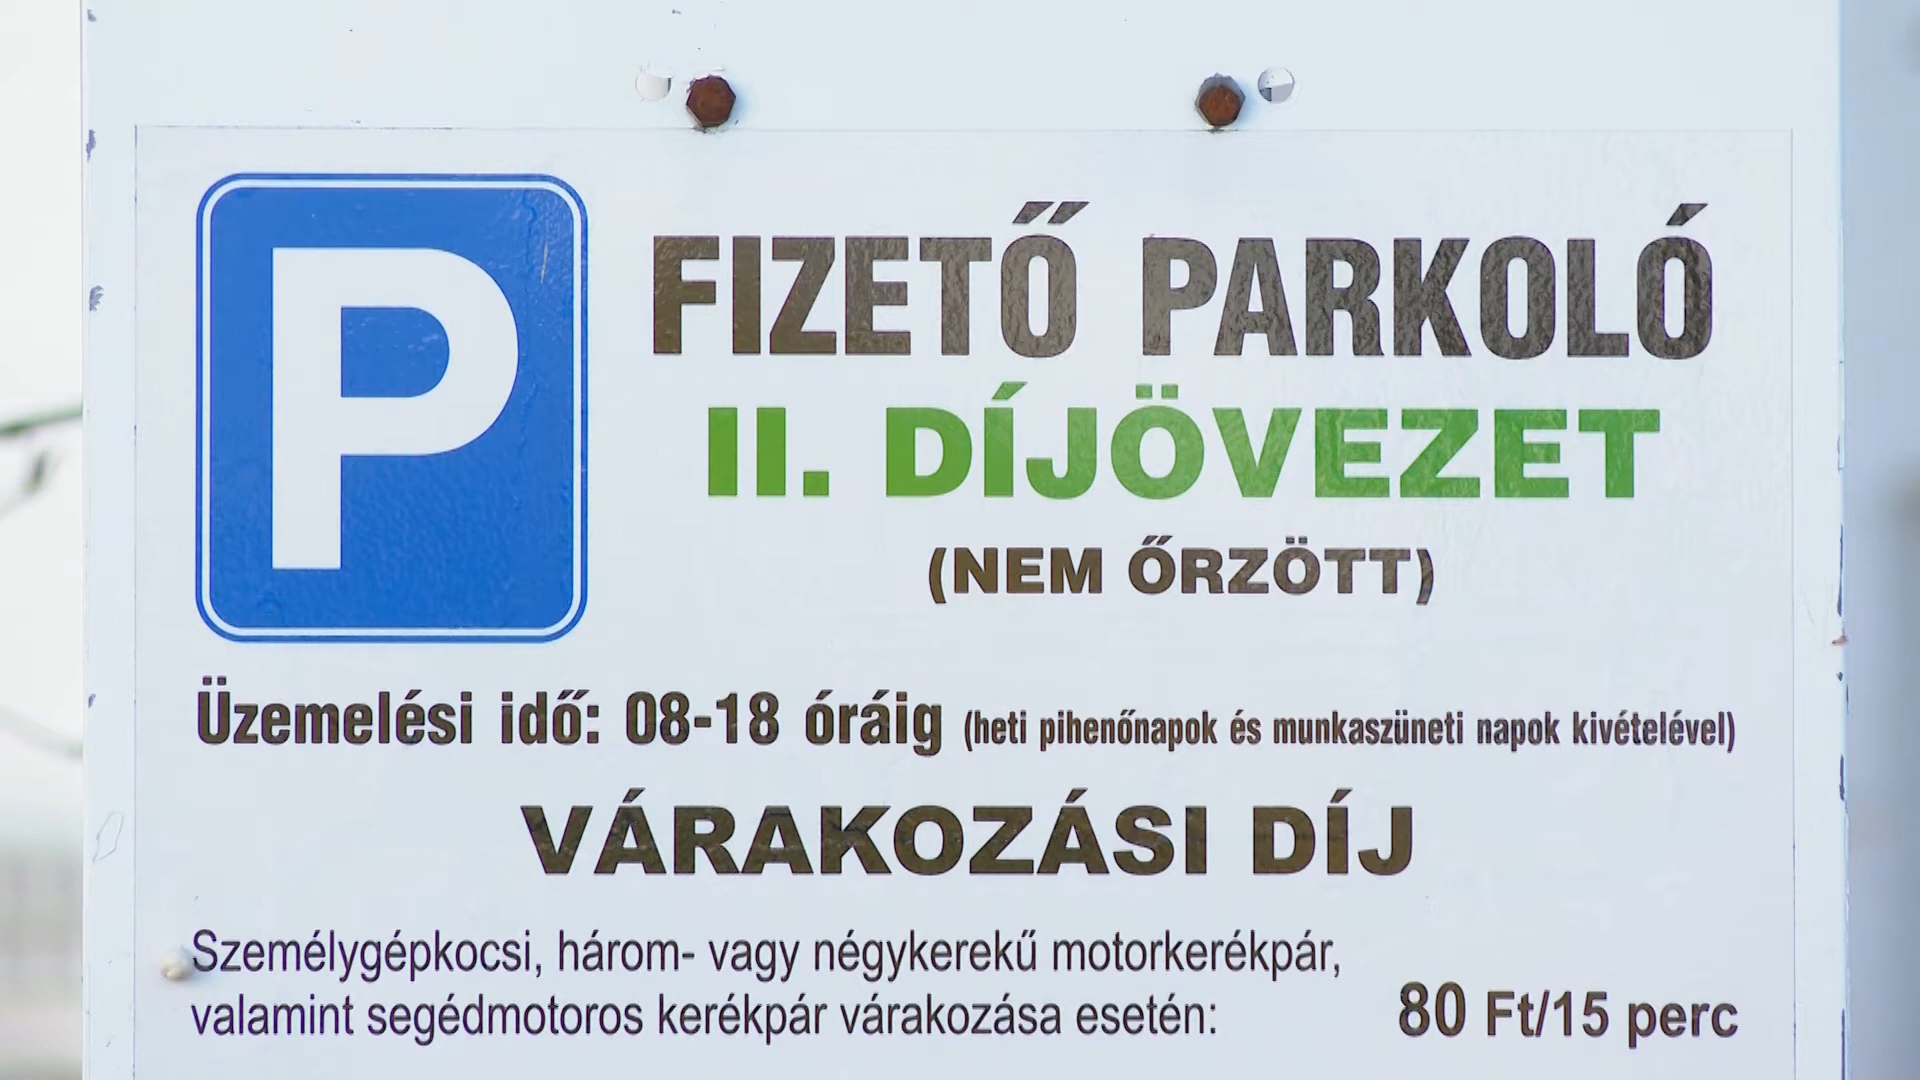 P
FIZETŐ PARKOLÓ
II. DÍJÖVEZET
(NEM ŐRZÖTT)
Üzemelési idő: 08-18 óráig (heti pihenőnapok és munkaszüneti napok kivételével)
VÁRAKOZÁSI DÍJ
Személygépkocsi, három- vagy négykerekű motorkerékpár,
valamint segédmotoros kerékpár várakozása esetén: 80 Ft/15 perc